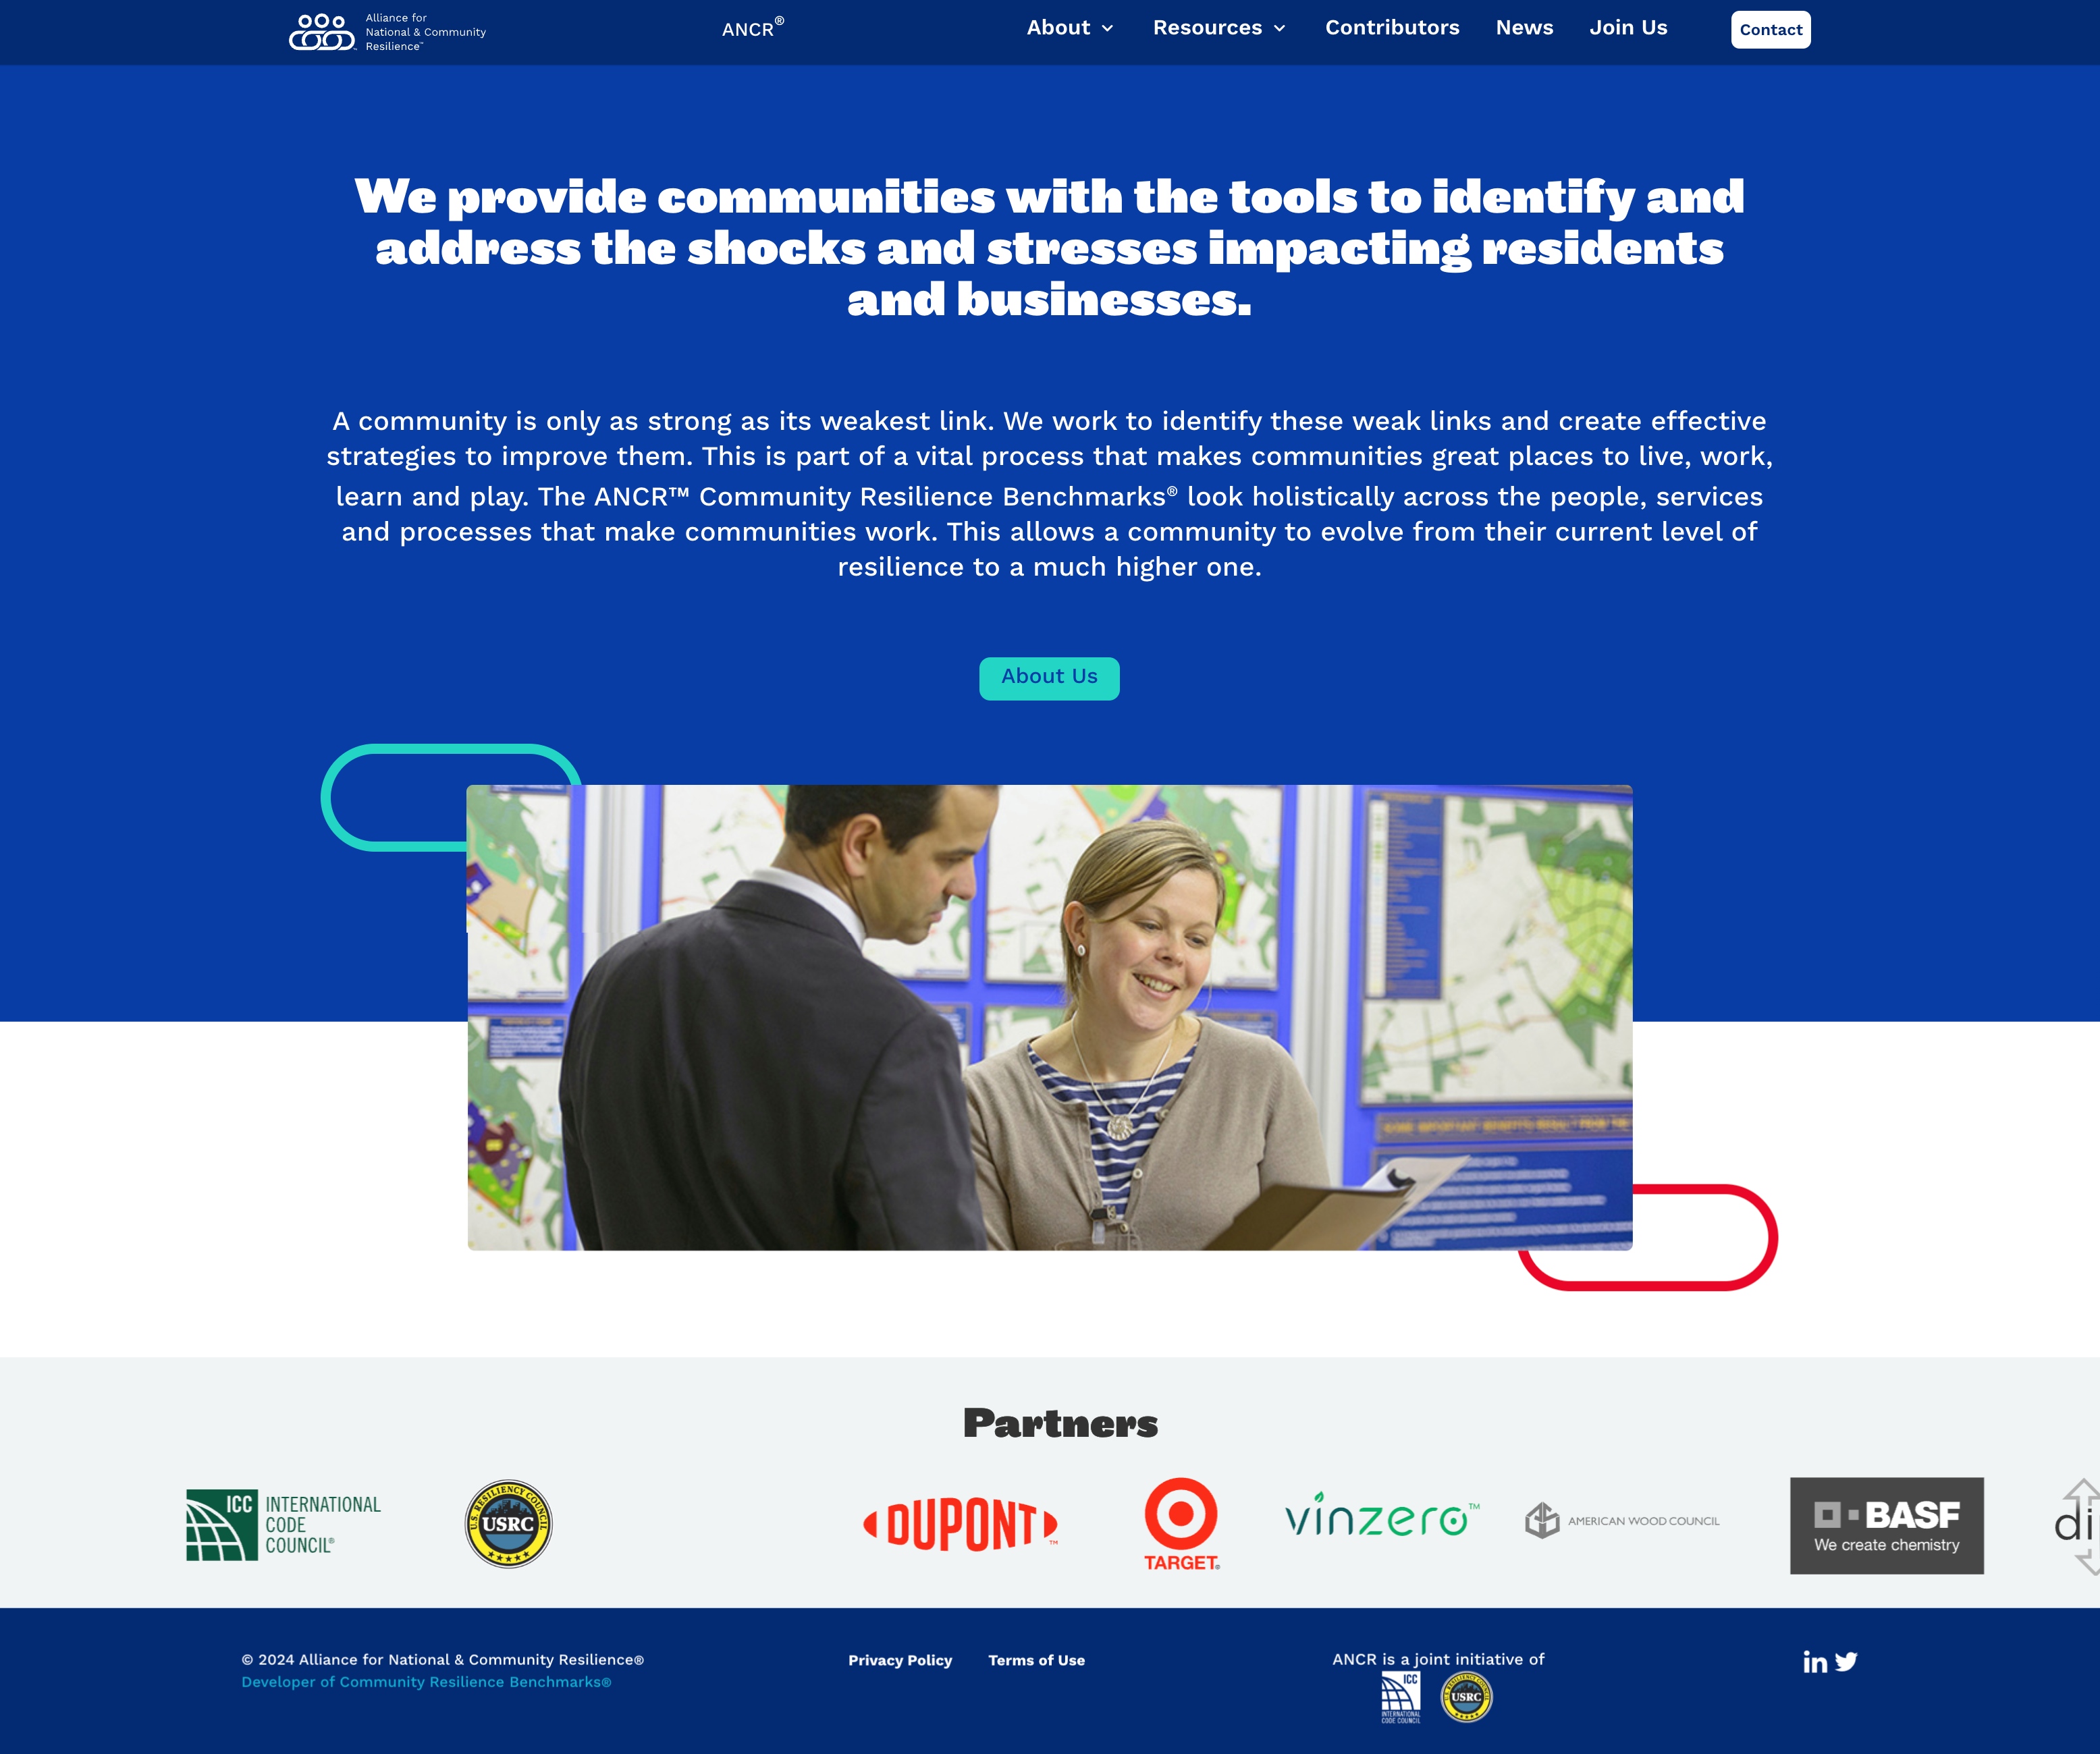 Alliance for
National & Community
Resilience™
ANCR®
About
Resources
Contributors
News
Join Us
Contact
We provide communities with the tools to identify and
address the shocks and stresses impacting residents
and businesses.
A community is only as strong as its weakest link. We work to identify these weak links and create effective
strategies to improve them. This is part of a vital process that makes communities great places to live, work,
learn and play. The ANCR™ Community Resilience Benchmarks® look holistically across the people, services
and processes that make communities work. This allows a community to evolve from their current level of
resilience to a much higher one.
About Us
Partners
ICC INTERNATIONAL
CODE
COUNCIL®
U.S. RESILIENCY COUNCIL
USRC
DUPONT™
TARGET®
vinzero™
AMERICAN WOOD COUNCIL
BASF
We create chemistry
© 2024 Alliance for National & Community Resilience®
Developer of Community Resilience Benchmarks®
Privacy Policy
Terms of Use
ANCR is a joint initiative of
ICC
INTERNATIONAL
CODE COUNCIL
USRC
in